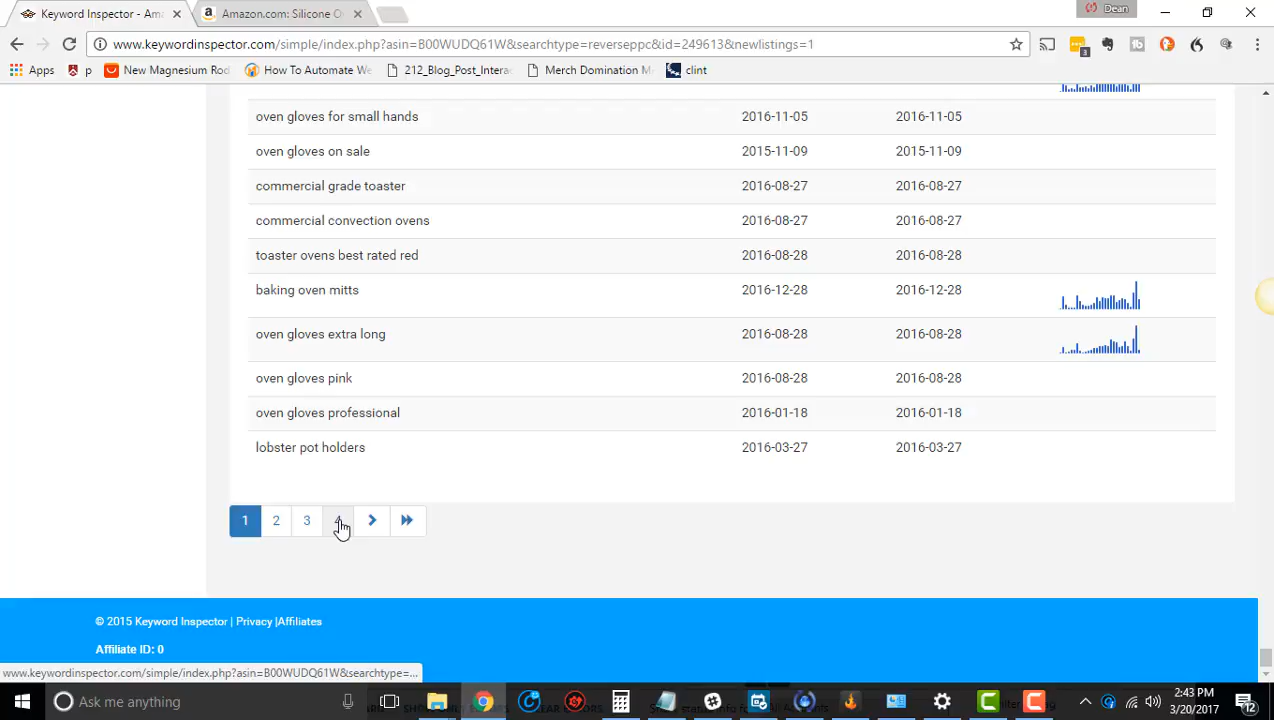 Keyword Inspector - Ama
Amazon.com: Silicone O
Dean
www.keywordinspector.com/simple/index.php?asin=B00WUDQ61W&searchtype=reverseppc&id=249613&newlistings=1
3
Apps
p
New Magnesium Rod
How To Automate We
212_Blog_Post_Intera
Merch Domination M
clint
oven gloves for small hands 2016-11-05 2016-11-05
oven gloves on sale 2015-11-09 2015-11-09
commercial grade toaster 2016-08-27 2016-08-27
commercial convection ovens 2016-08-27 2016-08-27
toaster ovens best rated red 2016-08-28 2016-08-28
baking oven mitts 2016-12-28 2016-12-28
oven gloves extra long 2016-08-28 2016-08-28
oven gloves pink 2016-08-28 2016-08-28
oven gloves professional 2016-01-18 2016-01-18
lobster pot holders 2016-03-27 2016-03-27
1 2 3 4
© 2015 Keyword Inspector | Privacy |Affiliates
Affiliate ID: 0
www.keywordinspector.com/simple/index.php?asin=B00WUDQ61W&searchtype=...
Ask me anything
2:43 PM
3/20/2017
12